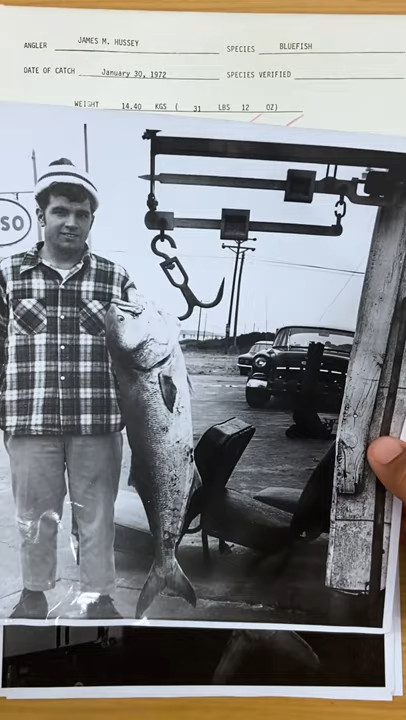 ANGLER JAMES M. HUSSEY SPECIES BLUEFISH
DATE OF CATCH January 30, 1972 SPECIES VERIFIED
WEIGHT 14.40 KGS ( 31 LBS 12 OZ)
SO